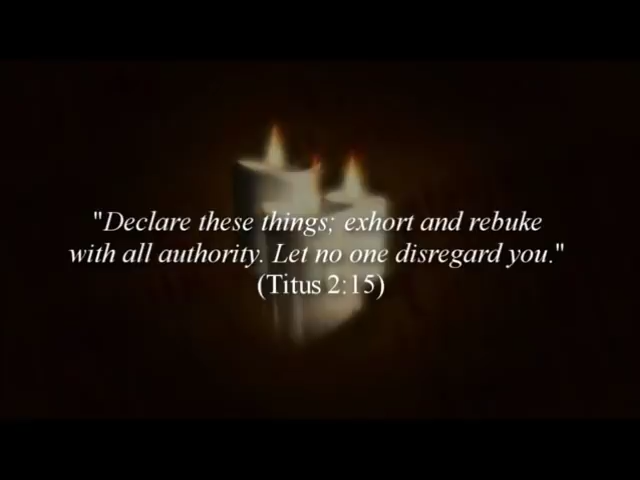 "Declare these things; exhort and rebuke
with all authority. Let no one disregard you."
(Titus 2:15)